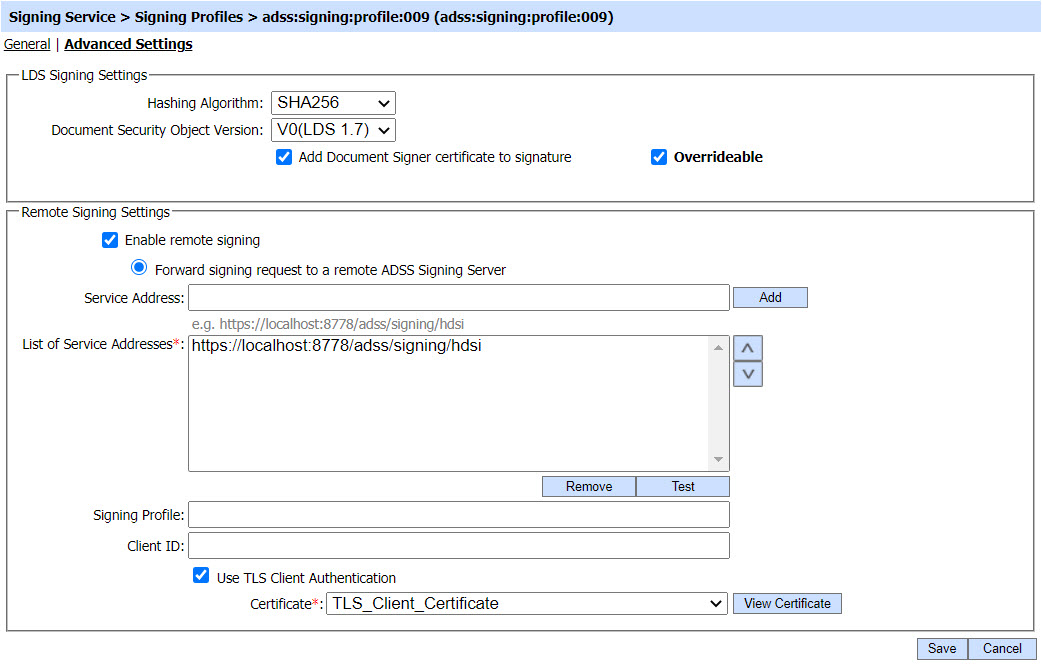 Signing Service > Signing Profiles > adss:signing:profile:009 (adss:signing:profile:009)
General | Advanced Settings
LDS Signing Settings
Hashing Algorithm: SHA256
Document Security Object Version: V0(LDS 1.7)
Add Document Signer certificate to signature Overrideable
Remote Signing Settings
Enable remote signing
Forward signing request to a remote ADSS Signing Server
Service Address: Add
e.g. https://localhost:8778/adss/signing/hdsi
List of Service Addresses*: https://localhost:8778/adss/signing/hdsi
Remove Test
Signing Profile:
Client ID:
Use TLS Client Authentication
Certificate*: TLS_Client_Certificate View Certificate
Save Cancel